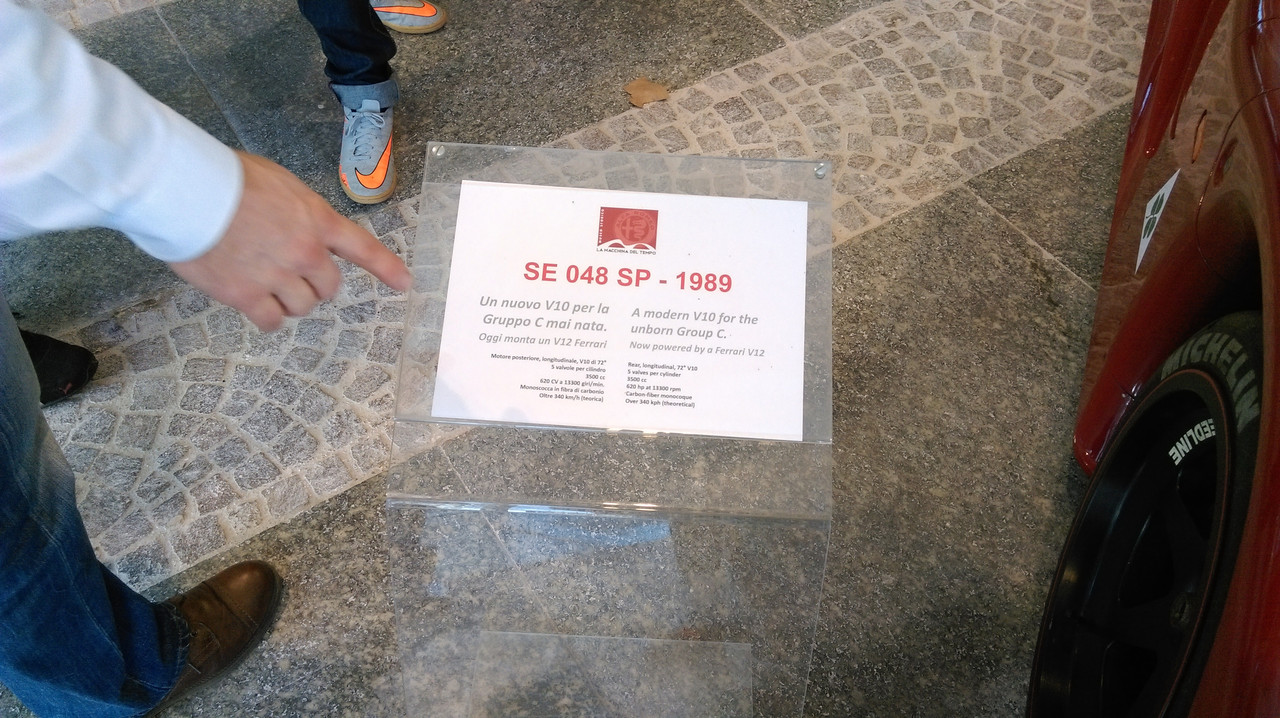 LA MACCHINA DEL TEMPO
SE 048 SP - 1989
Un nuovo V10 per la
Gruppo C mai nata.
Oggi monta un V12 Ferrari
Motore posteriore, longitudinale, V10 di 72°
5 valvole per cilindro
3500 cc
620 CV a 13300 giri/min.
Monoscocca in fibra di carbonio
Oltre 340 km/h (teorica)
A modern V10 for the
unborn Group C.
Now powered by a Ferrari V12
Rear, longitudinal, 72° V10
5 valves per cylinder
3500 cc
620 hp at 13300 rpm
Carbon-fiber monocoque
Over 340 kph (theoretical)
MICHELIN